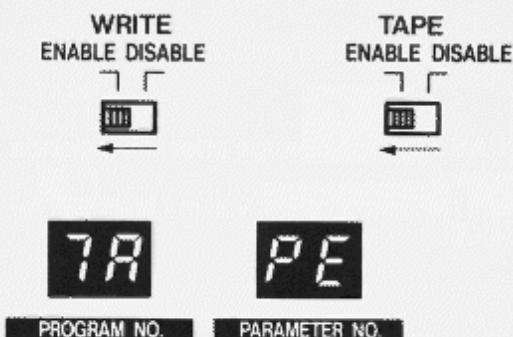 WRITE TAPE
ENABLE DISABLE ENABLE DISABLE
7A PE
PROGRAM NO. PARAMETER NO.